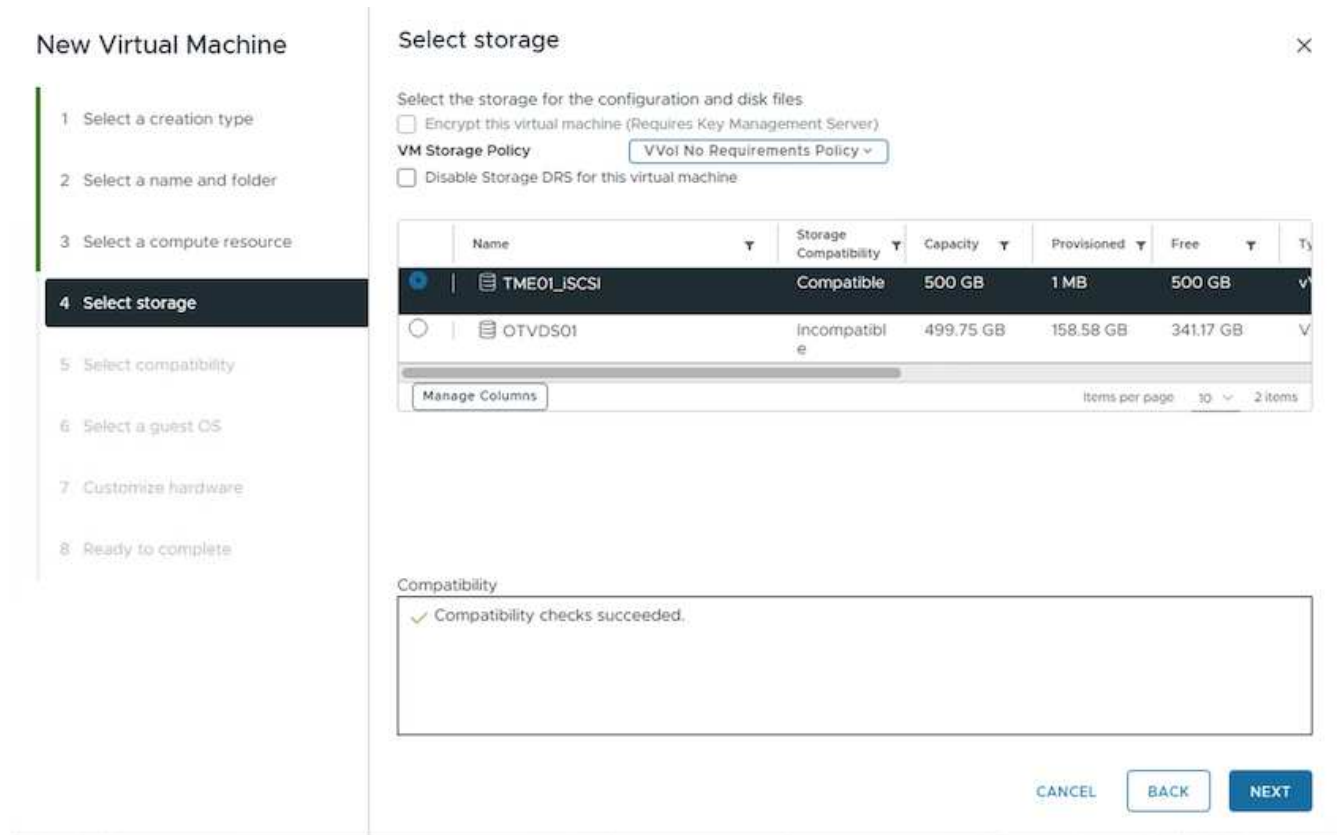 New Virtual Machine
1 Select a creation type
2 Select a name and folder
3 Select a compute resource
4 Select storage
5 Select compatibility
6 Select a guest OS
7 Customize hardware
8 Ready to complete
Select storage
Select the storage for the configuration and disk files
Encrypt this virtual machine (Requires Key Management Server)
VM Storage Policy VVol No Requirements Policy
Disable Storage DRS for this virtual machine
Name Storage Compatibility Capacity Provisioned Free Ty
TME01_iSCSI Compatible 500 GB 1 MB 500 GB v
OTVDS01 Incompatibl 499.75 GB 158.58 GB 341.17 GB V
e
Manage Columns Items per page 10 2 items
Compatibility
Compatibility checks succeeded.
CANCEL BACK NEXT